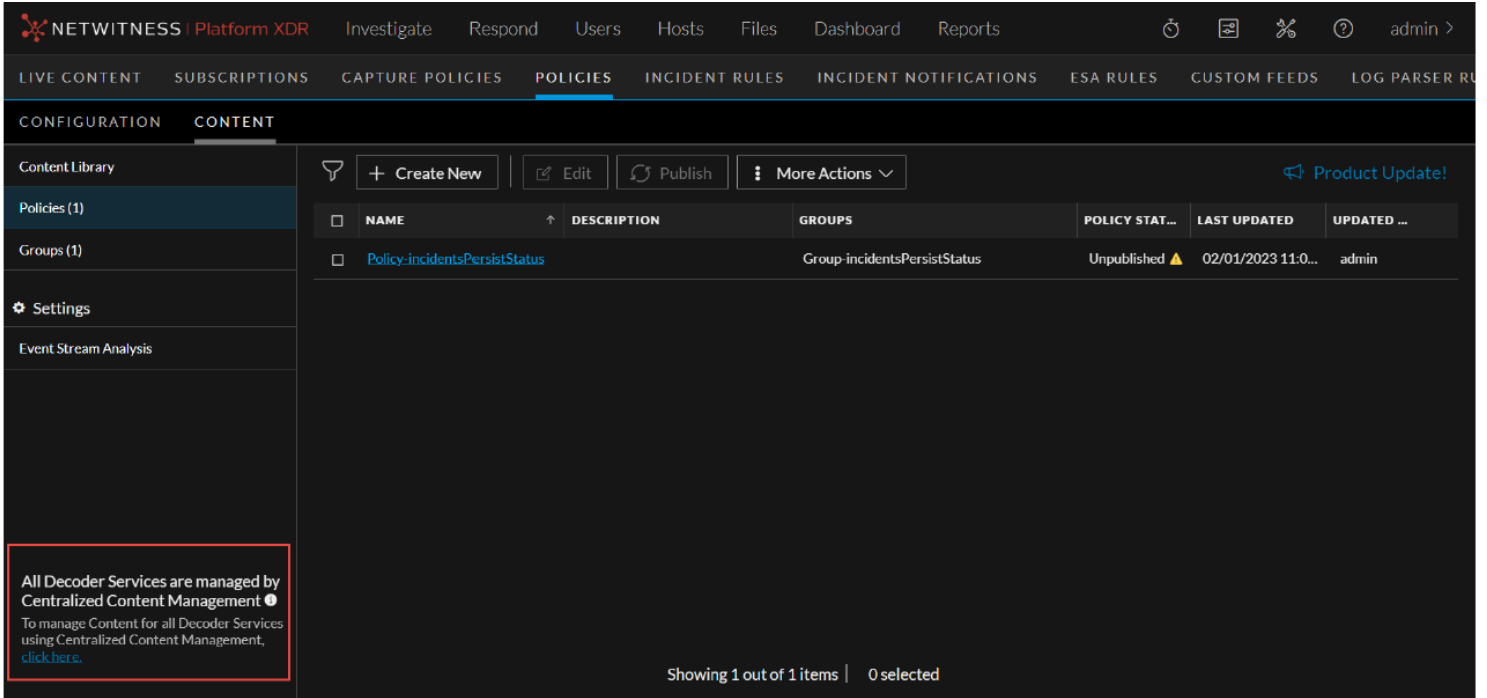 NETWITNESS | Platform XDR Investigate Respond Users Hosts Files Dashboard Reports admin >
LIVE CONTENT SUBSCRIPTIONS CAPTURE POLICIES POLICIES INCIDENT RULES INCIDENT NOTIFICATIONS ESA RULES CUSTOM FEEDS LOG PARSER RU
CONFIGURATION CONTENT
Content Library
Policies (1)
Groups (1)
Settings
Event Stream Analysis
+ Create New Edit Publish More Actions Product Update!
NAME ↑ DESCRIPTION GROUPS POLICY STAT... LAST UPDATED UPDATED ...
Policy-incidentsPersistStatus Group-incidentsPersistStatus Unpublished 02/01/2023 11:0... admin
All Decoder Services are managed by
Centralized Content Management
To manage Content for all Decoder Services
using Centralized Content Management,
click here.
Showing 1 out of 1 items | 0 selected